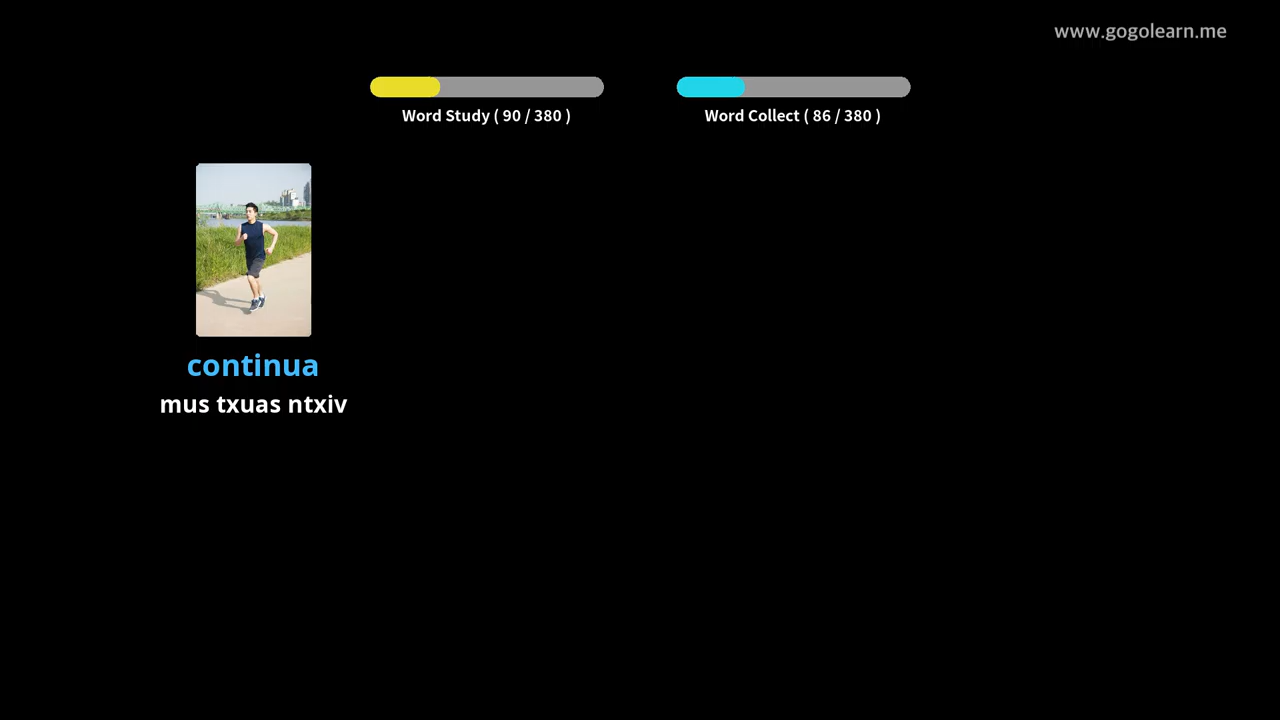 www.gogolearn.me
Word Study ( 90 / 380 )
Word Collect ( 86 / 380 )
continua
mus txuas ntxiv